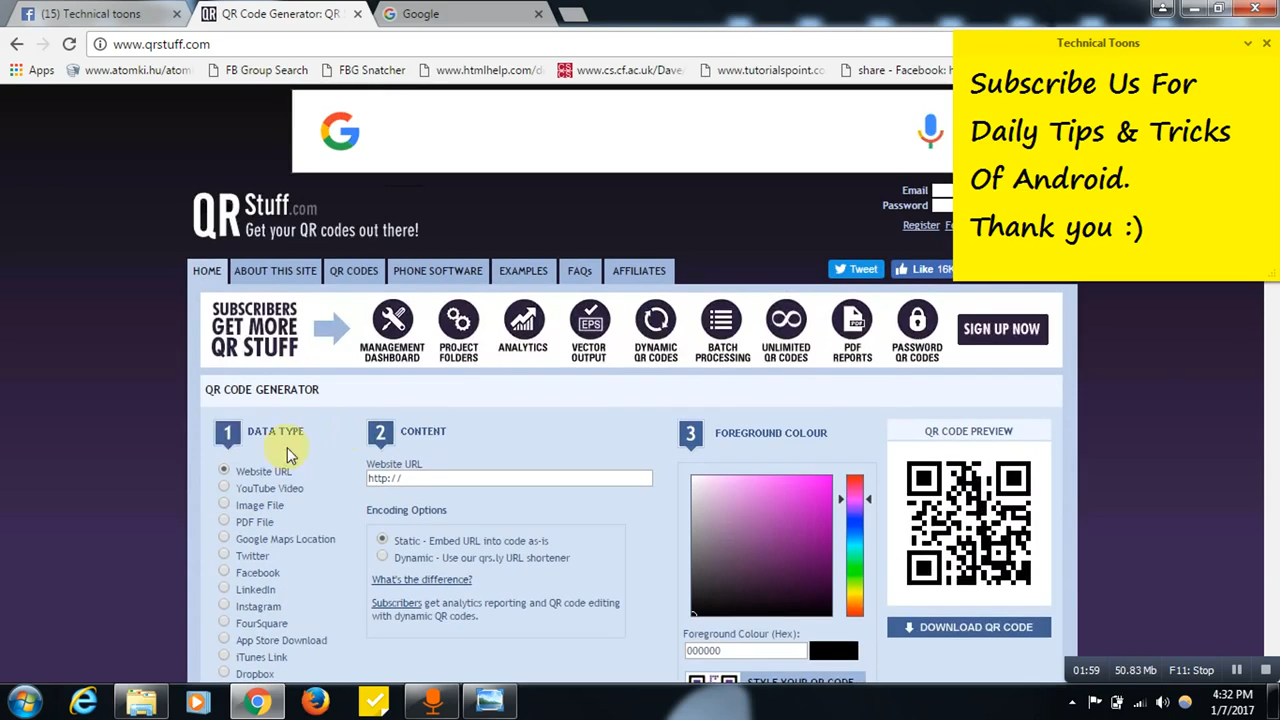 (15) Technical toons
QR Code Generator: QR
Google
www.qrstuff.com
Apps
www.atomki.hu/atom
FB Group Search
FBG Snatcher
www.htmlhelp.com/d
www.cs.cf.ac.uk/Dave
www.tutorialspoint.co
share - Facebook: h
Technical Toons
Subscribe Us For
Daily Tips & Tricks
Of Android.
Thank you :)
G
QR Stuff.com
Get your QR codes out there!
Email
Password
Register
HOME
ABOUT THIS SITE
QR CODES
PHONE SOFTWARE
EXAMPLES
FAQs
AFFILIATES
Tweet
Like 16K
SUBSCRIBERS
GET MORE
QR STUFF
MANAGEMENT
DASHBOARD
PROJECT
FOLDERS
ANALYTICS
EPS
VECTOR
OUTPUT
DYNAMIC
QR CODES
BATCH
PROCESSING
UNLIMITED
QR CODES
PDF
PDF
REPORTS
PASSWORD
QR CODES
SIGN UP NOW
QR CODE GENERATOR
1 DATA TYPE
Website URL
YouTube Video
Image File
PDF File
Google Maps Location
Twitter
Facebook
LinkedIn
Instagram
FourSquare
App Store Download
iTunes Link
Dropbox
2 CONTENT
Website URL
http://
Encoding Options
Static - Embed URL into code as-is
Dynamic - Use our qrs.ly URL shortener
What's the difference?
Subscribers get analytics reporting and QR code editing
with dynamic QR codes.
3 FOREGROUND COLOUR
Foreground Colour (Hex):
000000
STYLE YOUR QR CODE
QR CODE PREVIEW
DOWNLOAD QR CODE
01:59
50.83 Mb
F11: Stop
4:32 PM
1/7/2017